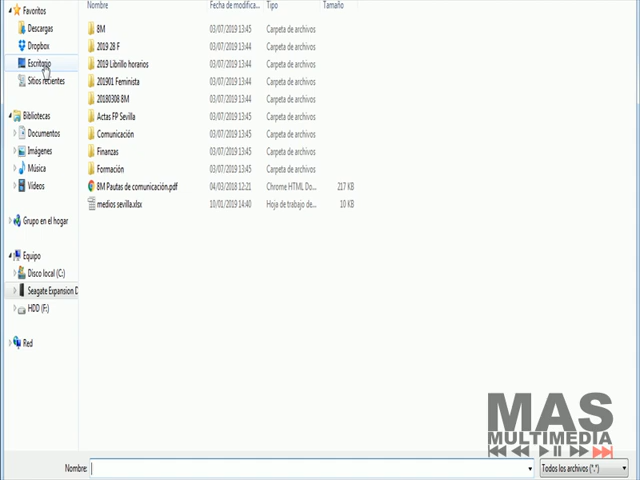 Nombre
Fecha de modifica...
Tipo
Tamaño
Favoritos
Descargas
Dropbox
Escritorio
Sitios recientes
Bibliotecas
Documentos
Imágenes
Música
Vídeos
Grupo en el hogar
Equipo
Disco local (C:)
Seagate Expansion D
HDD (F:)
Red
8M 03/07/2019 13:45 Carpeta de archivos
2019 28 F 03/07/2019 13:44 Carpeta de archivos
2019 Librillo horarios 03/07/2019 13:44 Carpeta de archivos
201901 Feminista 03/07/2019 13:44 Carpeta de archivos
20180308 8M 03/07/2019 13:44 Carpeta de archivos
Actas FP Sevilla 03/07/2019 13:45 Carpeta de archivos
Comunicación 03/07/2019 13:45 Carpeta de archivos
Finanzas 03/07/2019 13:45 Carpeta de archivos
Formación 03/07/2019 13:45 Carpeta de archivos
8M Pautas de comunicación.pdf 04/03/2018 12:21 Chrome HTML Do... 217 KB
medios sevilla.xlsx 10/01/2019 14:40 Hoja de trabajo de... 10 KB
MAS
MULTIMEDIA
Nombre:
Todos los archivos (*.*)